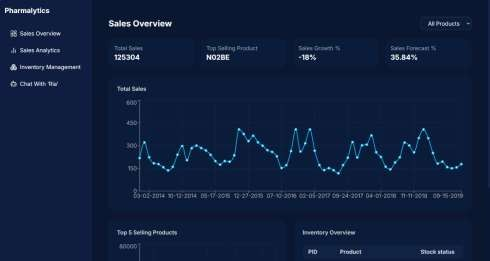 Pharmalytics
Sales Overview
Sales Analytics
Inventory Management
Chat With 'Ria'
Sales Overview
All Products
Total Sales
125304
Top Selling Product
N02BE
Sales Growth %
-18%
Sales Forecast %
35.84%
Total Sales
600
450
300
150
0
03-02-2014 10-12-2014 05-17-2015 12-27-2015 07-10-2016 02-05-2017 09-24-2017 04-01-2018 11-11-2018 09-15-2019
Top 5 Selling Products
80000
Inventory Overview
PID Product Stock status